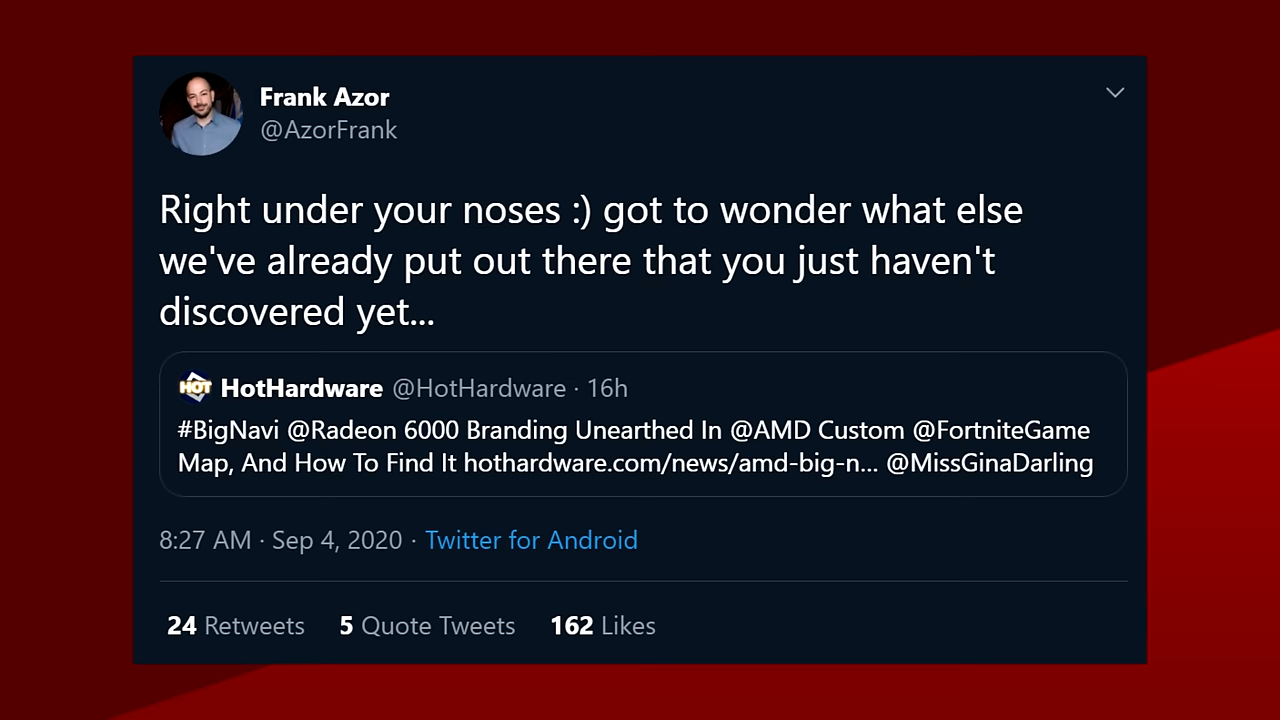 Frank Azor
@AzorFrank
Right under your noses :) got to wonder what else
we've already put out there that you just haven't
discovered yet...
HOT HotHardware @HotHardware · 16h
#BigNavi @Radeon 6000 Branding Unearthed In @AMD Custom @FortniteGame
Map, And How To Find It hothardware.com/news/amd-big-n... @MissGinaDarling
8:27 AM · Sep 4, 2020 · Twitter for Android
24 Retweets 5 Quote Tweets 162 Likes